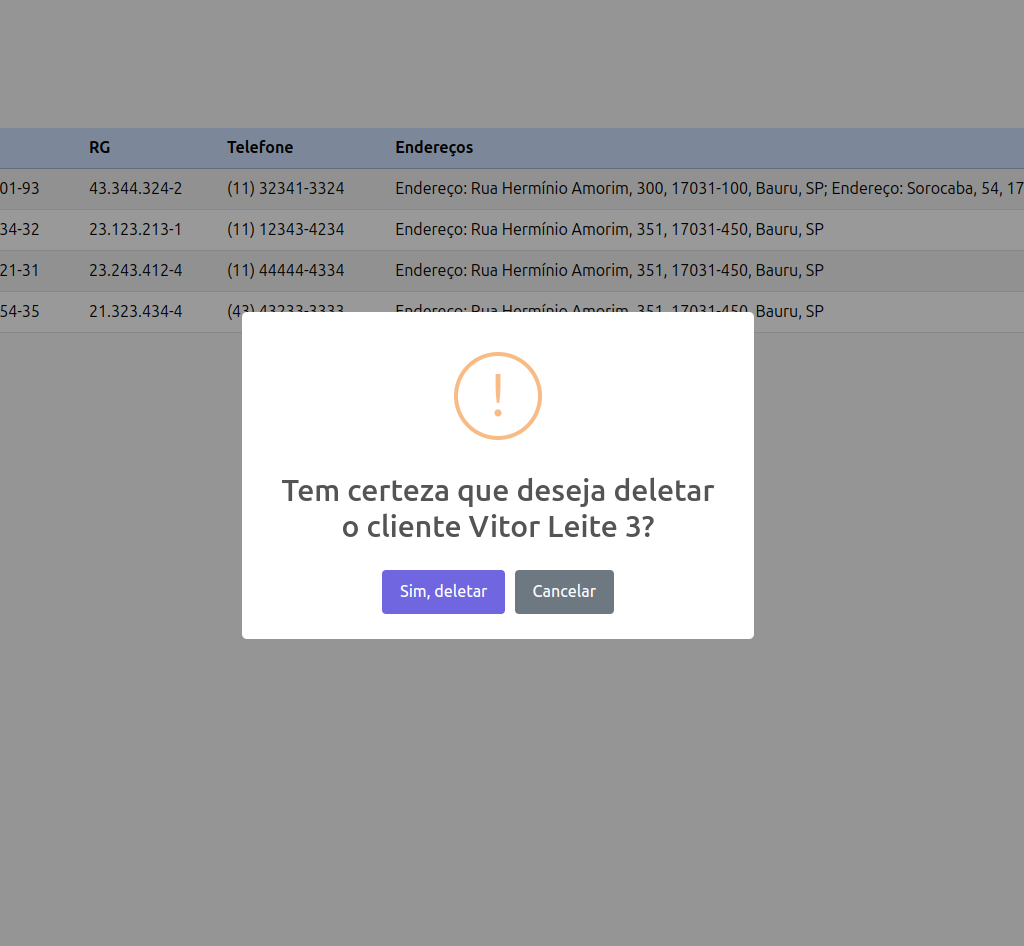 RG Telefone Endereços
01-93 43.344.324-2 (11) 32341-3324 Endereço: Rua Hermínio Amorim, 300, 17031-100, Bauru, SP; Endereço: Sorocaba, 54, 17
34-32 23.123.213-1 (11) 12343-4234 Endereço: Rua Hermínio Amorim, 351, 17031-450, Bauru, SP
21-31 23.243.412-4 (11) 44444-4334 Endereço: Rua Hermínio Amorim, 351, 17031-450, Bauru, SP
54-35 21.323.434-4 (43) 43233-3333 Endereço: Rua Hermínio Amorim, 351, 17031-450, Bauru, SP
!
Tem certeza que deseja deletar
o cliente Vitor Leite 3?
Sim, deletar Cancelar